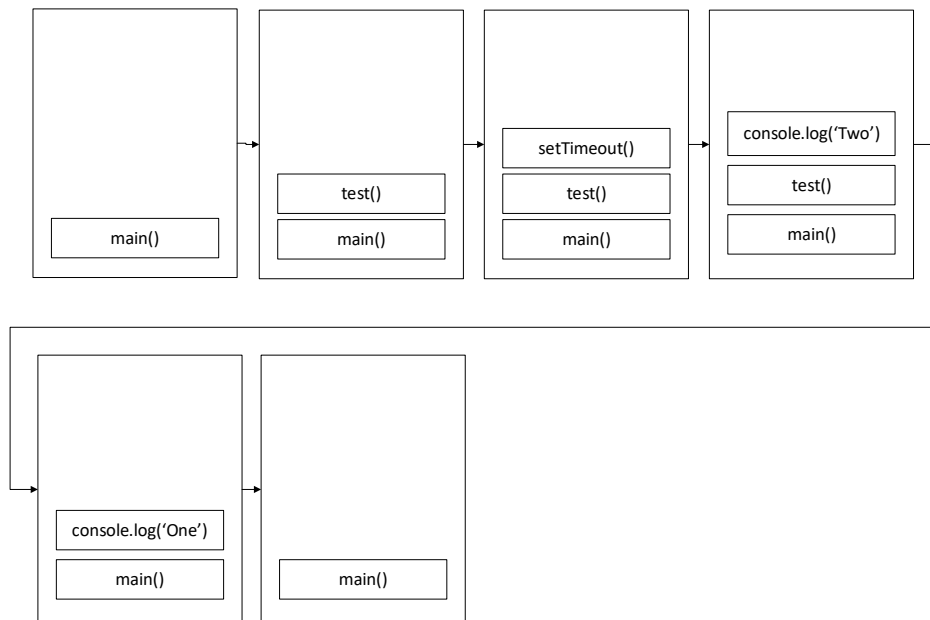 main()
test()
main()
setTimeout()
test()
main()
console.log(‘Two’)
test()
main()
console.log(‘One’)
main()
main()